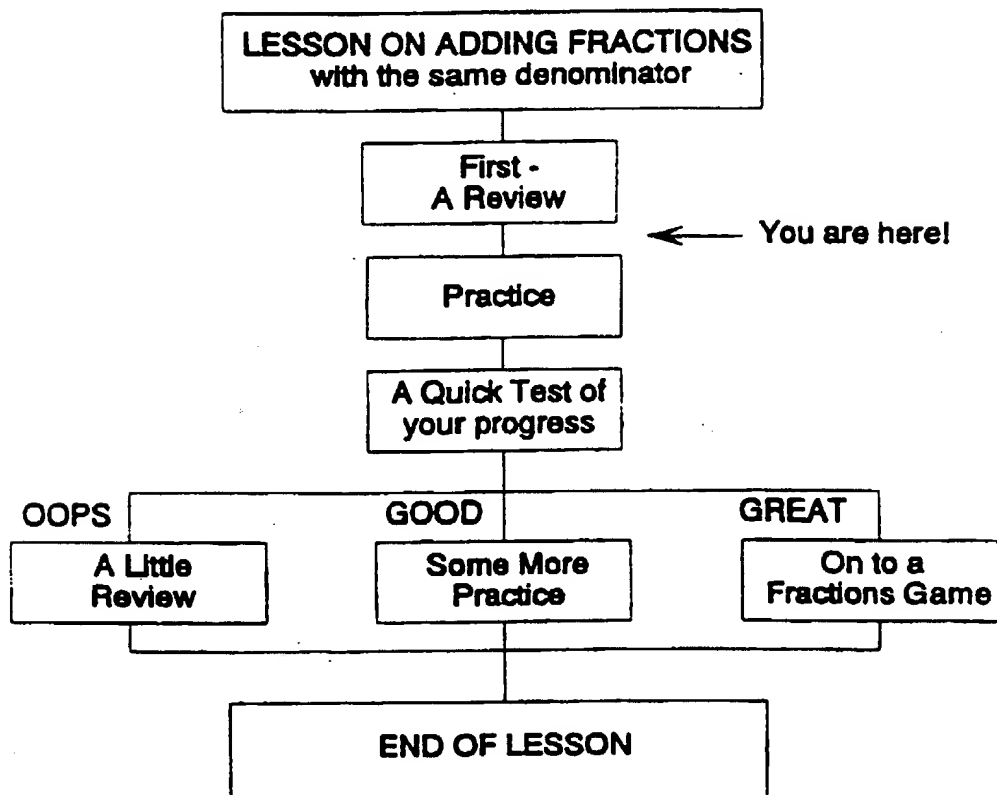 LESSON ON ADDING FRACTIONS
with the same denominator
First -
A Review
You are here!
Practice
A Quick Test of
your progress
OOPS
GOOD
GREAT
A Little
Review
Some More
Practice
On to a
Fractions Game
END OF LESSON